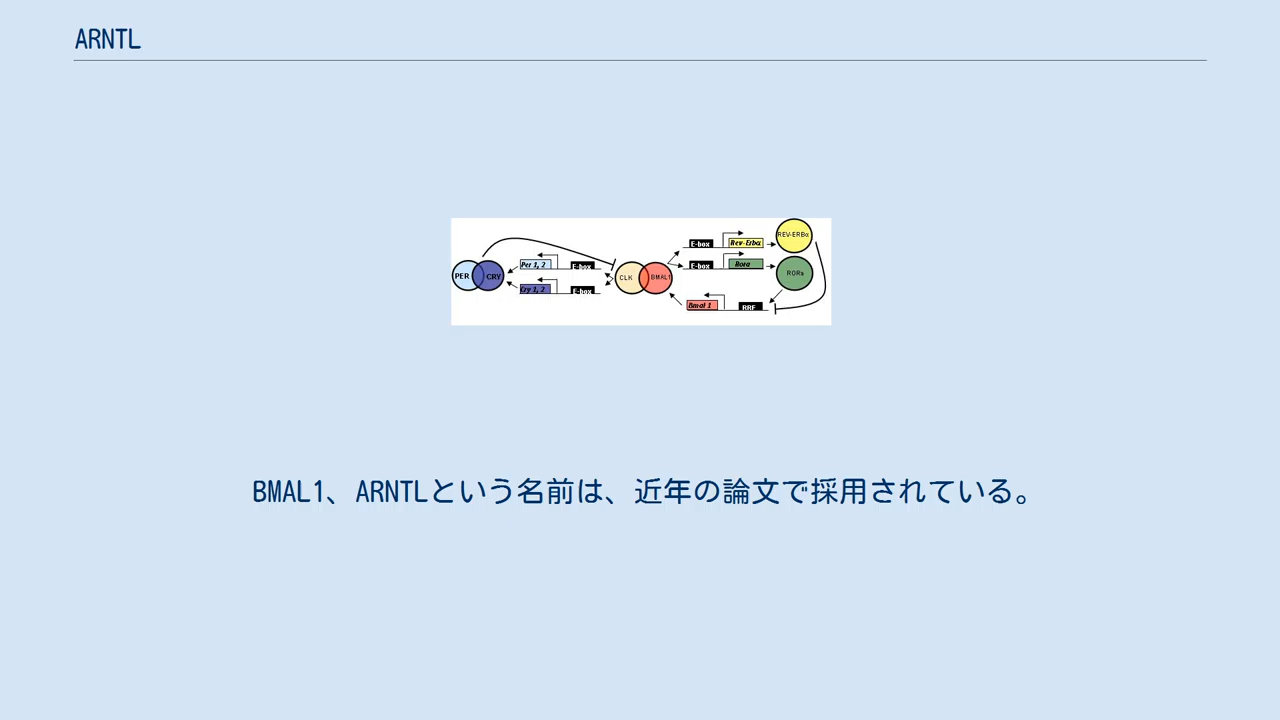 ARNTL
REV-ERBα
E-box Rev-Erbα
PER CRY Per 1, 2 E-box CLK BMAL1 E-box Rora RORa
Cry 1, 2 E-box
Bmal 1 RRE
BMAL1、ARNTLという名前は、近年の論文で採用されている。